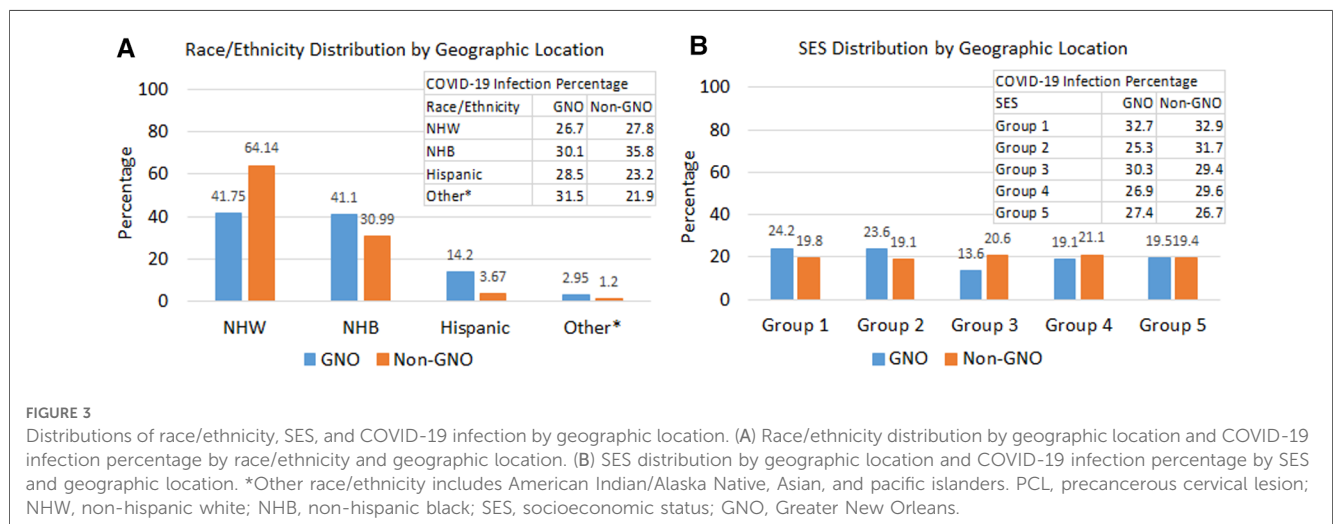 A
Race/Ethnicity Distribution by Geographic Location
COVID-19 Infection Percentage
Race/Ethnicity GNO Non-GNO
NHW 26.7 27.8
NHB 30.1 35.8
Hispanic 28.5 23.2
Other* 31.5 21.9
Percentage
100
80
60
40
20
0
41.75 64.14
41.1 30.99
14.2 3.67
2.95 1.2
NHW NHB Hispanic Other*
GNO Non-GNO
B
SES Distribution by Geographic Location
COVID-19 Infection Percentage
SES GNO Non-GNO
Group 1 32.7 32.9
Group 2 25.3 31.7
Group 3 30.3 29.4
Group 4 26.9 29.6
Group 5 27.4 26.7
Percentage
100
80
60
40
20
0
24.2 19.8
23.6 19.1
13.6 20.6
19.1 21.1
19.5 19.4
Group 1 Group 2 Group 3 Group 4 Group 5
GNO Non-GNO
FIGURE 3
Distributions of race/ethnicity, SES, and COVID-19 infection by geographic location. (A) Race/ethnicity distribution by geographic location and COVID-19
infection percentage by race/ethnicity and geographic location. (B) SES distribution by geographic location and COVID-19 infection percentage by SES
and geographic location. *Other race/ethnicity includes American Indian/Alaska Native, Asian, and pacific islanders. PCL, precancerous cervical lesion;
NHW, non-hispanic white; NHB, non-hispanic black; SES, socioeconomic status; GNO, Greater New Orleans.